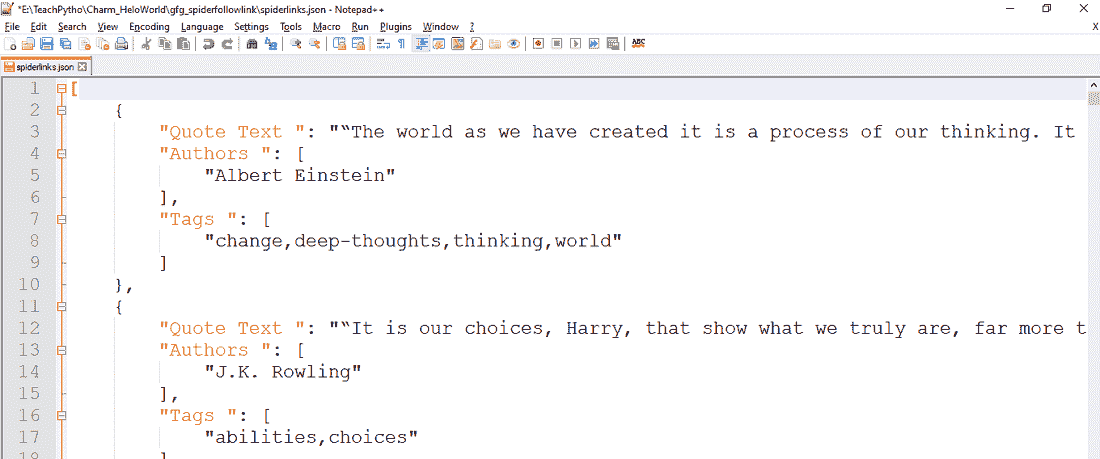 *E:\TeachPytho\Charm_HeloWorld\gfg_spiderfollowlink\spiderlinks.json - Notepad++
File Edit Search View Encoding Language Settings Tools Macro Run Plugins Window ? X
ABC
spiderlinks.json
1 [
2 {
3 "Quote Text ": "“The world as we have created it is a process of our thinking. It
4 "Authors ": [
5 "Albert Einstein"
6 ],
7 "Tags ": [
8 "change,deep-thoughts,thinking,world"
9 ]
10 },
11 {
12 "Quote Text ": "“It is our choices, Harry, that show what we truly are, far more t
13 "Authors ": [
14 "J.K. Rowling"
15 ],
16 "Tags ": [
17 "abilities,choices"
18 ]